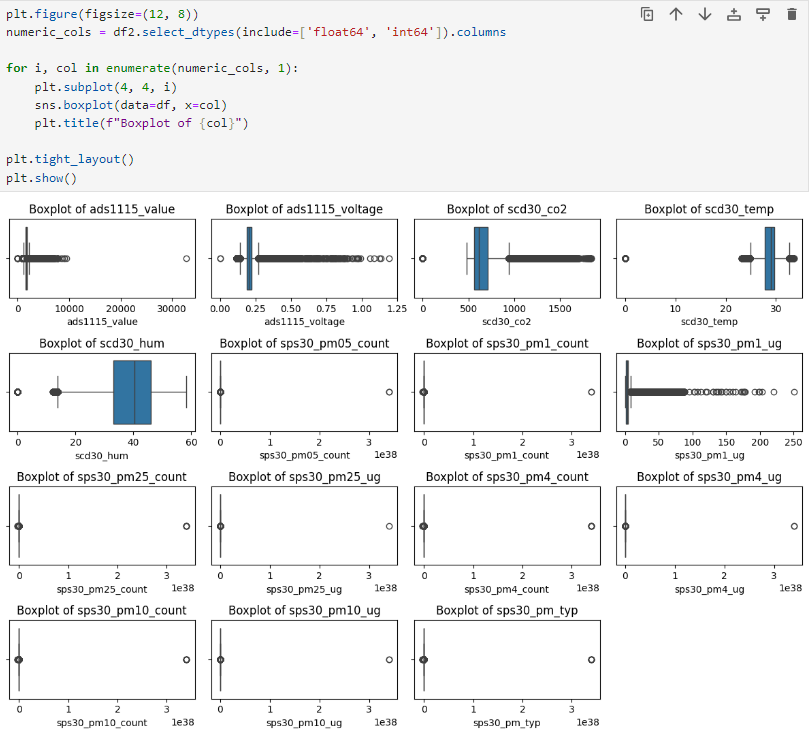 plt.figure(figsize=(12, 8))
numeric_cols = df2.select_dtypes(include=['float64', 'int64']).columns
for i, col in enumerate(numeric_cols, 1):
    plt.subplot(4, 4, i)
    sns.boxplot(data=df, x=col)
    plt.title(f"Boxplot of {col}")
plt.tight_layout()
plt.show()
Boxplot of ads1115_value
0 10000 20000 30000
ads1115_value
Boxplot of ads1115_voltage
0.00 0.25 0.50 0.75 1.00 1.25
ads1115_voltage
Boxplot of scd30_co2
0 500 1000 1500
scd30_co2
Boxplot of scd30_temp
0 10 20 30
scd30_temp
Boxplot of scd30_hum
0 20 40 60
scd30_hum
Boxplot of sps30_pm05_count
0 1 2 3
1e38
sps30_pm05_count
Boxplot of sps30_pm1_count
0 1 2 3
1e38
sps30_pm1_count
Boxplot of sps30_pm1_ug
0 50 100 150 200 250
sps30_pm1_ug
Boxplot of sps30_pm25_count
0 1 2 3
1e38
sps30_pm25_count
Boxplot of sps30_pm25_ug
0 1 2 3
1e38
sps30_pm25_ug
Boxplot of sps30_pm4_count
0 1 2 3
1e38
sps30_pm4_count
Boxplot of sps30_pm4_ug
0 1 2 3
1e38
sps30_pm4_ug
Boxplot of sps30_pm10_count
0 1 2 3
1e38
sps30_pm10_count
Boxplot of sps30_pm10_ug
0 1 2 3
1e38
sps30_pm10_ug
Boxplot of sps30_pm_typ
0 1 2 3
1e38
sps30_pm_typ